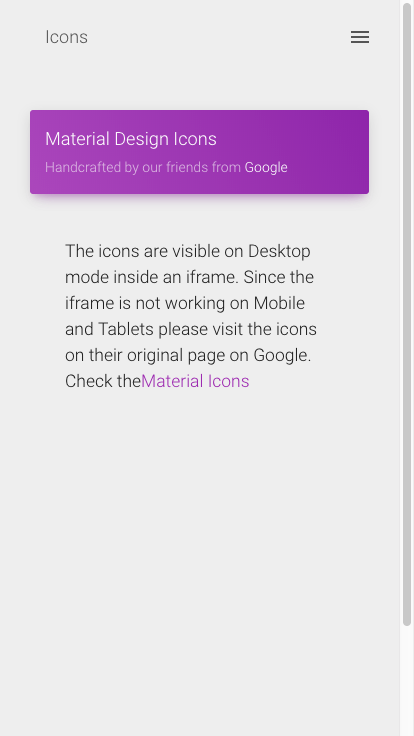 Icons
Material Design Icons
Handcrafted by our friends from Google
The icons are visible on Desktop
mode inside an iframe. Since the
iframe is not working on Mobile
and Tablets please visit the icons
on their original page on Google.
Check theMaterial Icons